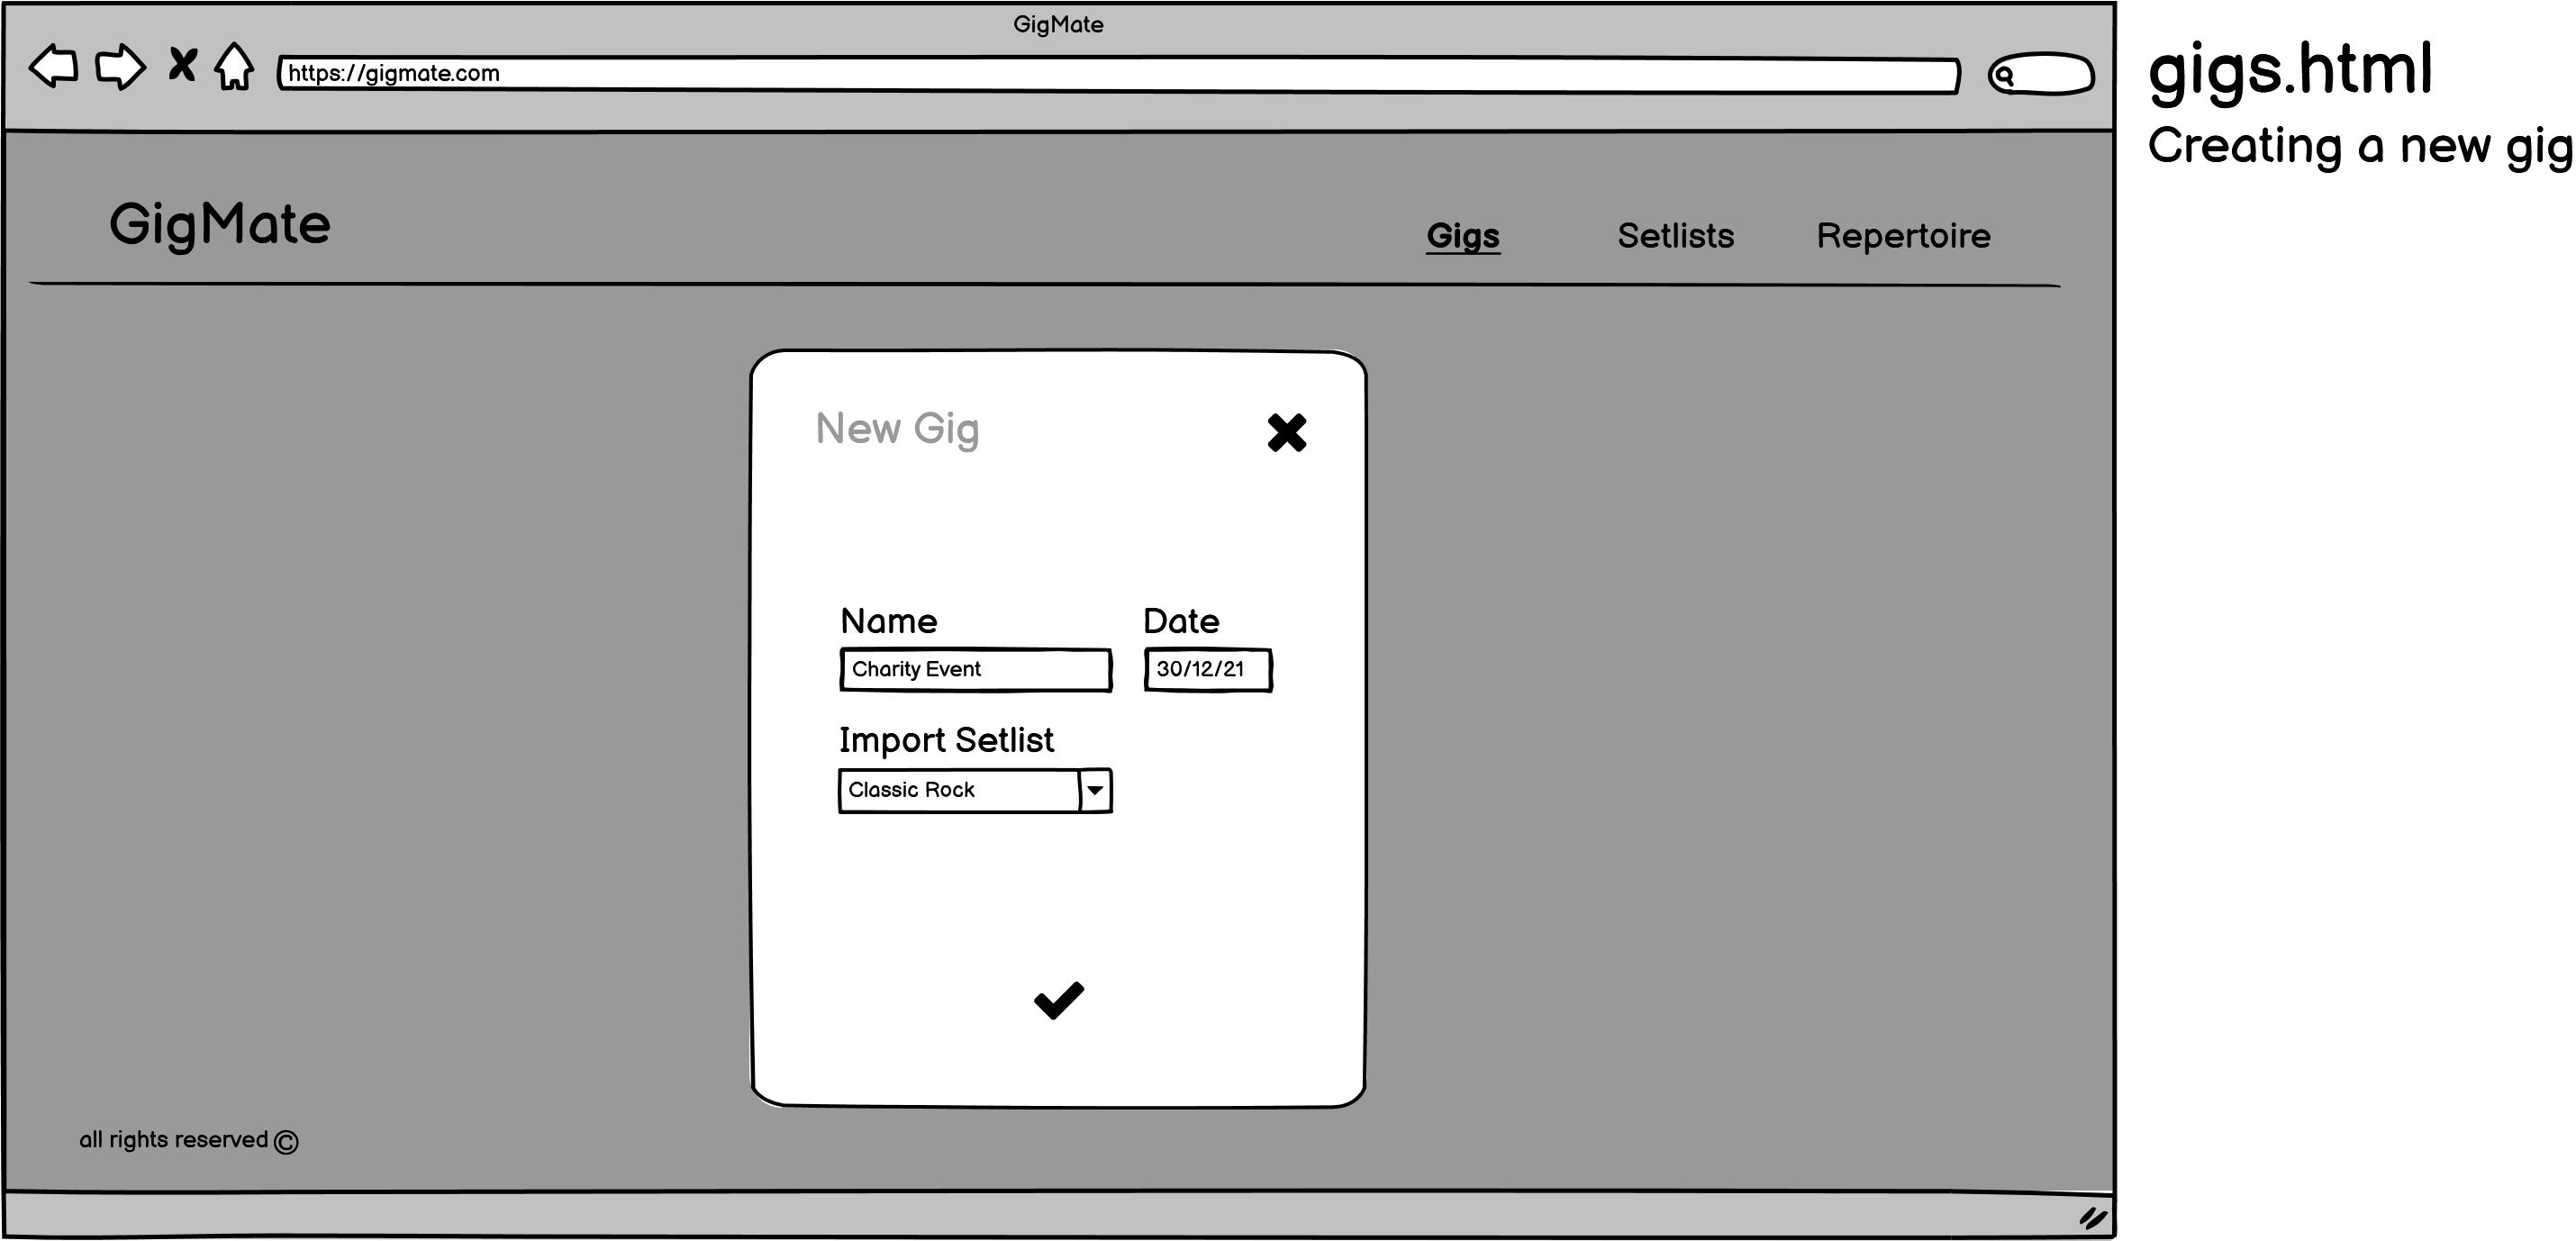 GigMate
https://gigmate.com
gigs.html
Creating a new gig
GigMate
Gigs Setlists Repertoire
New Gig
Name Date
Charity Event 30/12/21
Import Setlist
Classic Rock
all rights reserved ©